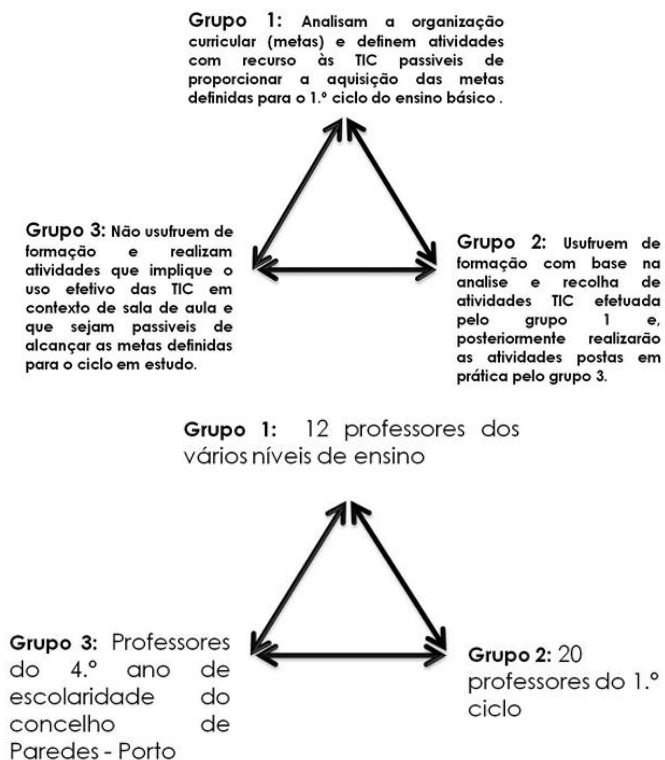 Grupo 1: Analisam a organização
curricular (metas) e definem atividades
com recurso às TIC passiveis de
proporcionar a aquisição das metas
definidas para o 1.º ciclo do ensino básico .
Grupo 3: Não usufruem de
formação e realizam
atividades que implique o
uso efetivo das TIC em
contexto de sala de aula e
que sejam passiveis de
alcançar as metas definidas
para o ciclo em estudo.
Grupo 2: Usufruem de
formação com base na
analise e recolha de
atividades TIC efetuada
pelo grupo 1 e,
posteriormente realizarão
as atividades postas em
prática pelo grupo 3.
Grupo 1: 12 professores dos
vários níveis de ensino
Grupo 3: Professores
do 4.º ano de
escolaridade do
concelho de
Paredes - Porto
Grupo 2: 20
professores do 1.º
ciclo